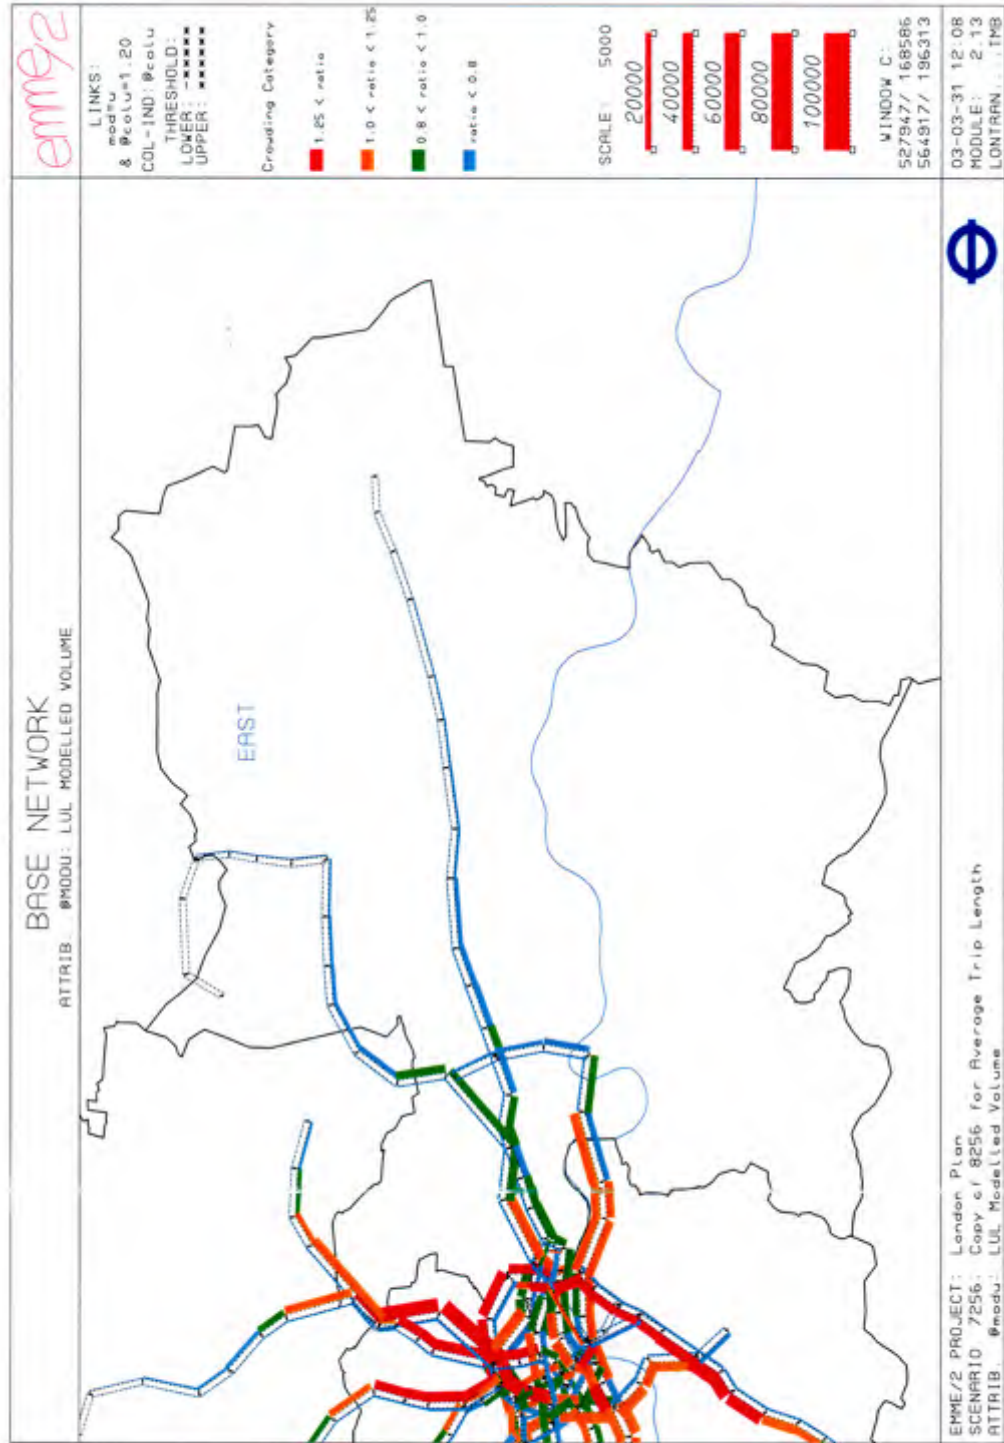 BASE NETWORK
ATTRIB @MODU: LUL MODELLED VOLUME
emme2
LINKS:
mod=u
& @colu=1.20
COL-IND: @colu
THRESHOLD:
LOWER: -*****
UPPER: ******
Crowding Category
1.25 < ratio
1.0 < ratio < 1.25
0.8 < ratio < 1.0
ratio < 0.8
SCALE: 5000
20000
40000
60000
80000
100000
WINDOW C:
527947/ 168586
564917/ 196313
EAST
EMME/2 PROJECT: London Plan
SCENARIO 7256: Copy of 8256 for Average Trip Length
ATTRIB @modu: LUL Modelled Volume
03-03-31 12:08
MODULE: 2.13
LONTRAN...IMB